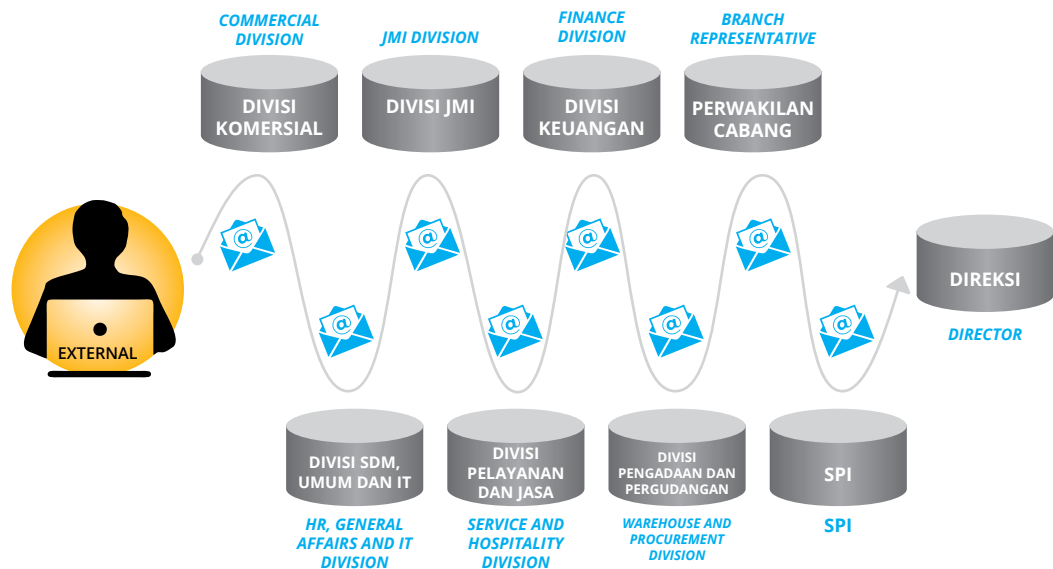 COMMERCIAL
DIVISION
JMI DIVISION
FINANCE
DIVISION
BRANCH
REPRESENTATIVE
DIVISI
KOMERSIAL
DIVISI JMI
DIVISI
KEUANGAN
PERWAKILAN
CABANG
@
@
@
@
@
@
@
@
EXTERNAL
DIREKSI
DIRECTOR
DIVISI SDM,
UMUM DAN IT
DIVISI
PELAYANAN
DAN JASA
DIVISI
PENGADAAN DAN
PERGUDANGAN
SPI
HR, GENERAL
AFFAIRS AND IT
DIVISION
SERVICE AND
HOSPITALITY
DIVISION
WAREHOUSE AND
PROCUREMENT
DIVISION
SPI